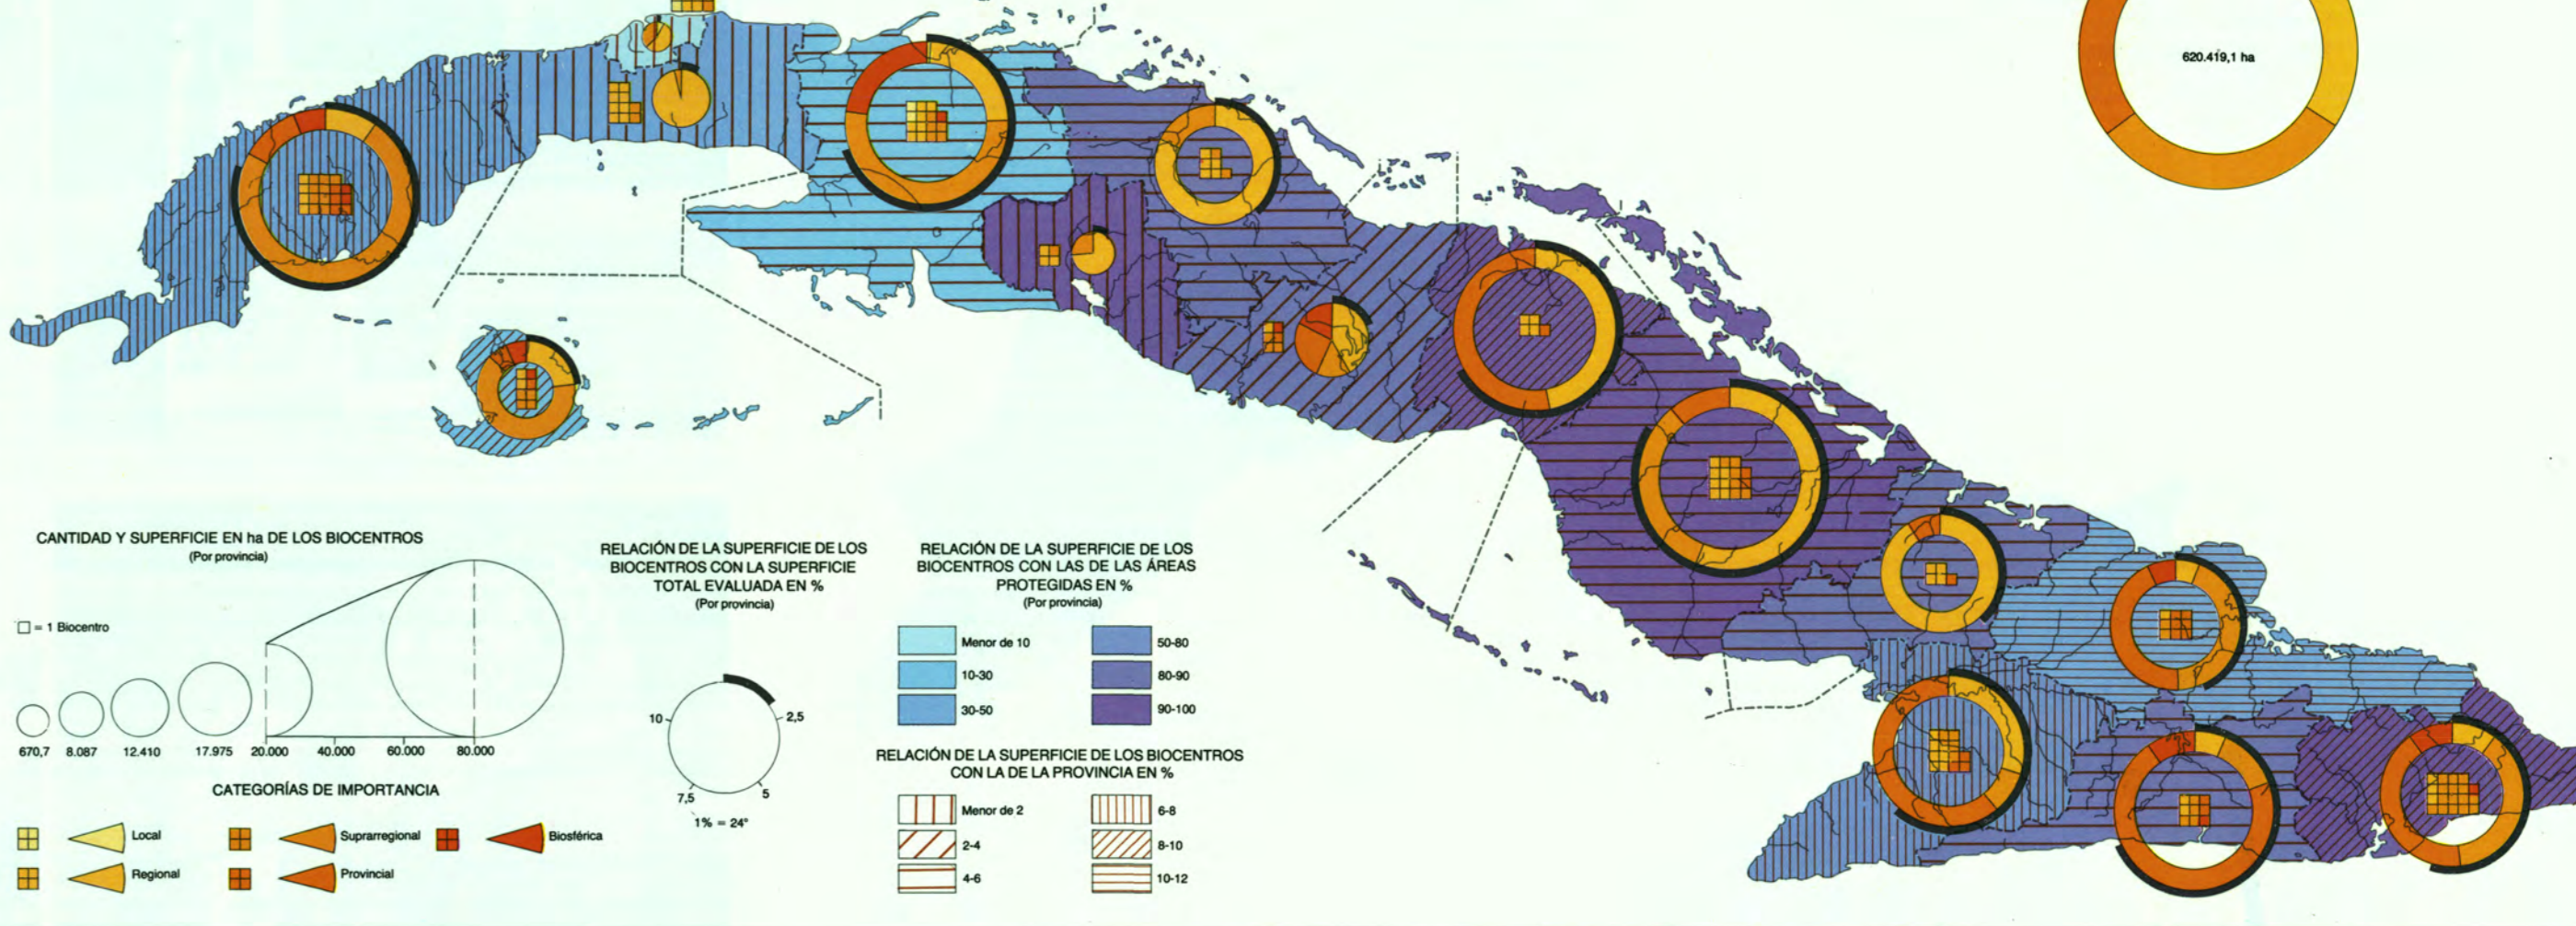 620.419,1 ha
CANTIDAD Y SUPERFICIE EN ha DE LOS BIOCENTROS
(Por provincia)
= 1 Biocentro
670,7 8.087 12.410 17.975 20.000 40.000 60.000 80.000
CATEGORÍAS DE IMPORTANCIA
Local
Suprarregional
Biosférica
Regional
Provincial
RELACIÓN DE LA SUPERFICIE DE LOS
BIOCENTROS CON LA SUPERFICIE
TOTAL EVALUADA EN %
(Por provincia)
10
2,5
7,5
5
1% = 24°
RELACIÓN DE LA SUPERFICIE DE LOS
BIOCENTROS CON LAS DE LAS ÁREAS
PROTEGIDAS EN %
(Por provincia)
Menor de 10
50-80
10-30
80-90
30-50
90-100
RELACIÓN DE LA SUPERFICIE DE LOS BIOCENTROS
CON LA DE LA PROVINCIA EN %
Menor de 2
6-8
2-4
8-10
4-6
10-12